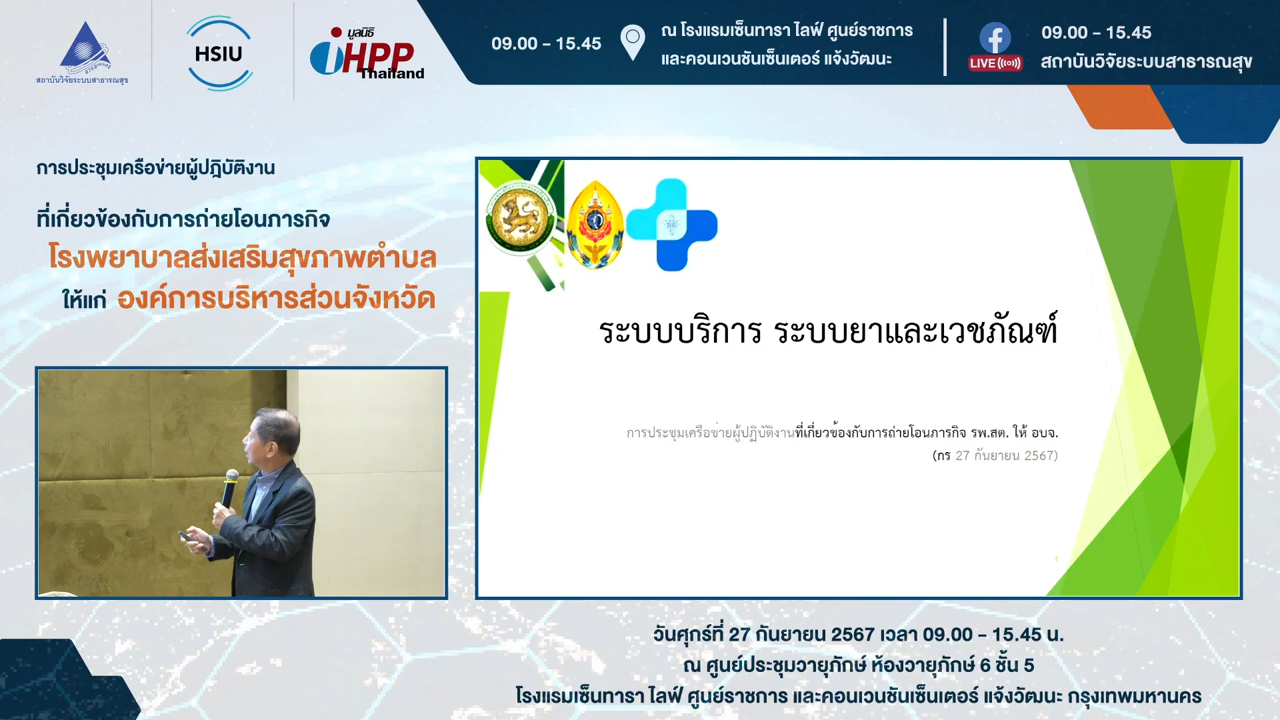 สถาบันวิจัยระบบสาธารณสุข
HSIU
มูลนิธิ
iHPP
Thailand
09.00 - 15.45
ณ โรงแรมเซ็นทารา ไลฟ์ ศูนย์ราชการ
และคอนเวนชันเซ็นเตอร์ แจ้งวัฒนะ
LIVE
09.00 - 15.45
สถาบันวิจัยระบบสาธารณสุข
การประชุมเครือข่ายผู้ปฏิบัติงาน
ที่เกี่ยวข้องกับการถ่ายโอนภารกิจ
โรงพยาบาลส่งเสริมสุขภาพตำบล
ให้แก่ องค์การบริหารส่วนจังหวัด
ระบบบริการ ระบบยาและเวชภัณฑ์
การประชุมเครือข่ายผู้ปฏิบัติงานที่เกี่ยวข้องกับการถ่ายโอนภารกิจ รพ.สต. ให้ อบจ.
(กร 27 กันยายน 2567)
วันศุกร์ที่ 27 กันยายน 2567 เวลา 09.00 - 15.45 น.
ณ ศูนย์ประชุมวายุภักษ์ ห้องวายุภักษ์ 6 ชั้น 5
โรงแรมเซ็นทารา ไลฟ์ ศูนย์ราชการ และคอนเวนชันเซ็นเตอร์ แจ้งวัฒนะ กรุงเทพมหานคร